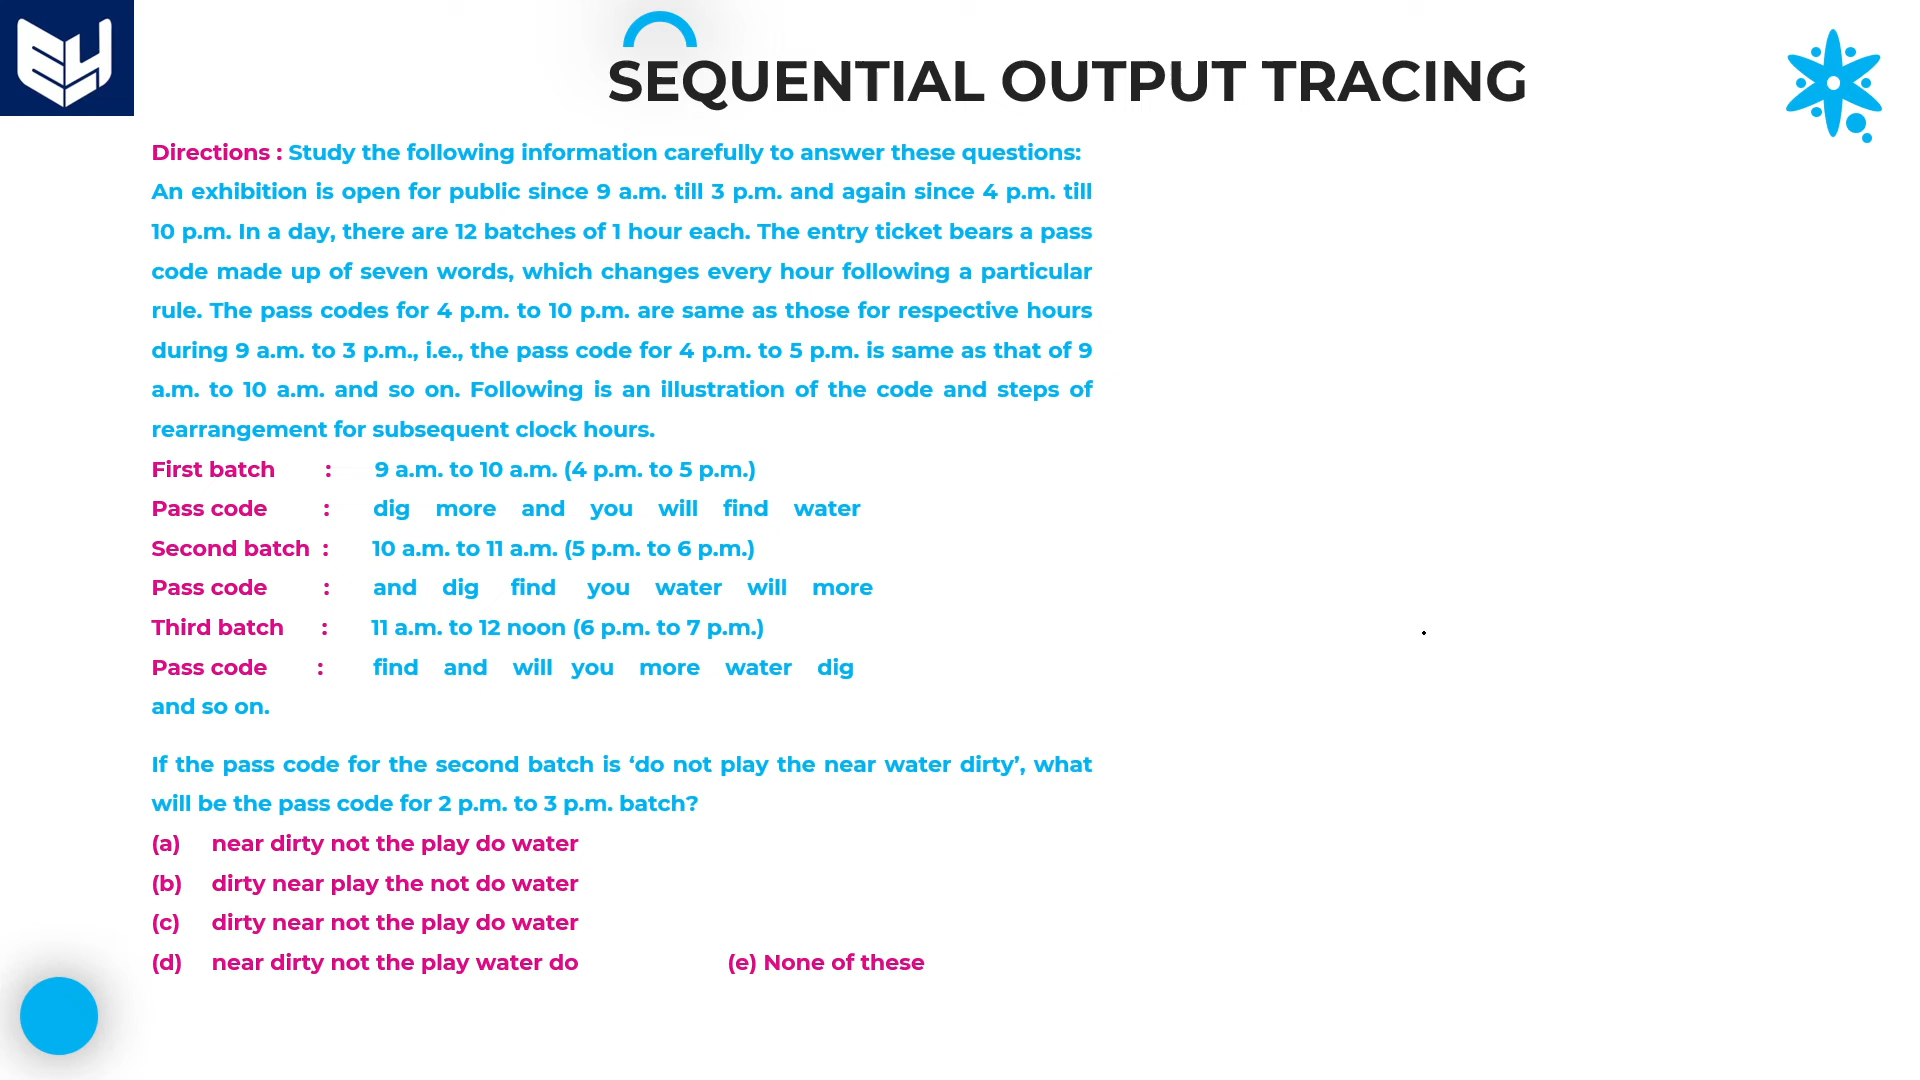 SEQUENTIAL OUTPUT TRACING
Directions : Study the following information carefully to answer these questions:
An exhibition is open for public since 9 a.m. till 3 p.m. and again since 4 p.m. till
10 p.m. In a day, there are 12 batches of 1 hour each. The entry ticket bears a pass
code made up of seven words, which changes every hour following a particular
rule. The pass codes for 4 p.m. to 10 p.m. are same as those for respective hours
during 9 a.m. to 3 p.m., i.e., the pass code for 4 p.m. to 5 p.m. is same as that of 9
a.m. to 10 a.m. and so on. Following is an illustration of the code and steps of
rearrangement for subsequent clock hours.
First batch : 9 a.m. to 10 a.m. (4 p.m. to 5 p.m.)
Pass code : dig more and you will find water
Second batch : 10 a.m. to 11 a.m. (5 p.m. to 6 p.m.)
Pass code : and dig find you water will more
Third batch : 11 a.m. to 12 noon (6 p.m. to 7 p.m.)
Pass code : find and will you more water dig
and so on.
If the pass code for the second batch is ‘do not play the near water dirty’, what
will be the pass code for 2 p.m. to 3 p.m. batch?
(a) near dirty not the play do water
(b) dirty near play the not do water
(c) dirty near not the play do water
(d) near dirty not the play water do (e) None of these